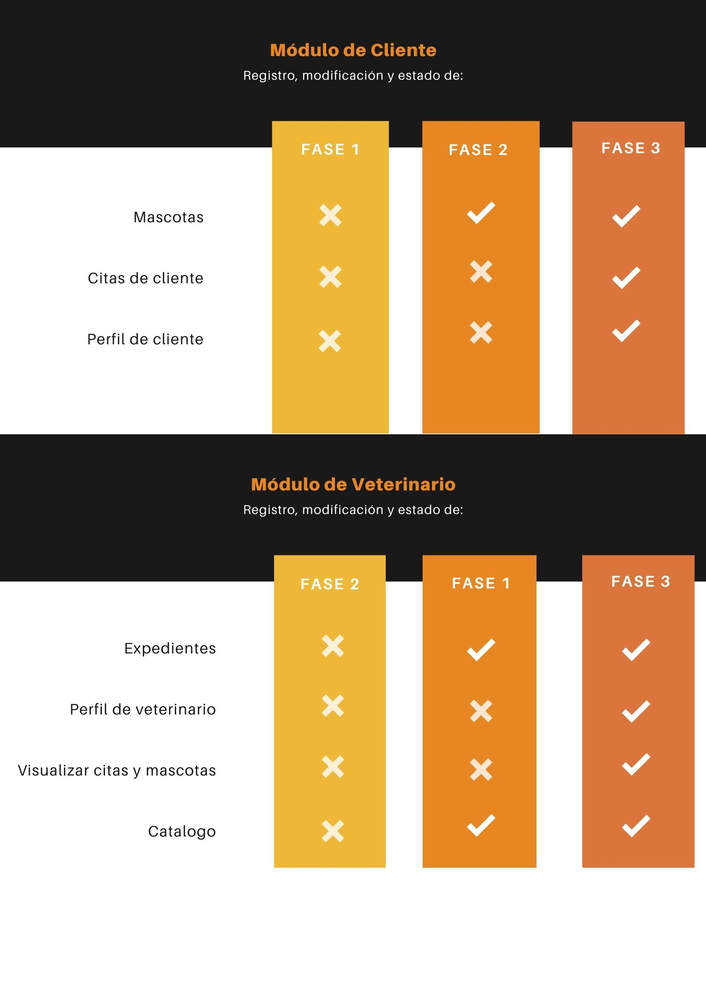 Módulo de Cliente
Registro, modificación y estado de:
FASE 1 FASE 2 FASE 3
Mascotas
Citas de cliente
Perfil de cliente
Módulo de Veterinario
Registro, modificación y estado de:
FASE 2 FASE 1 FASE 3
Expedientes
Perfil de veterinario
Visualizar citas y mascotas
Catalogo